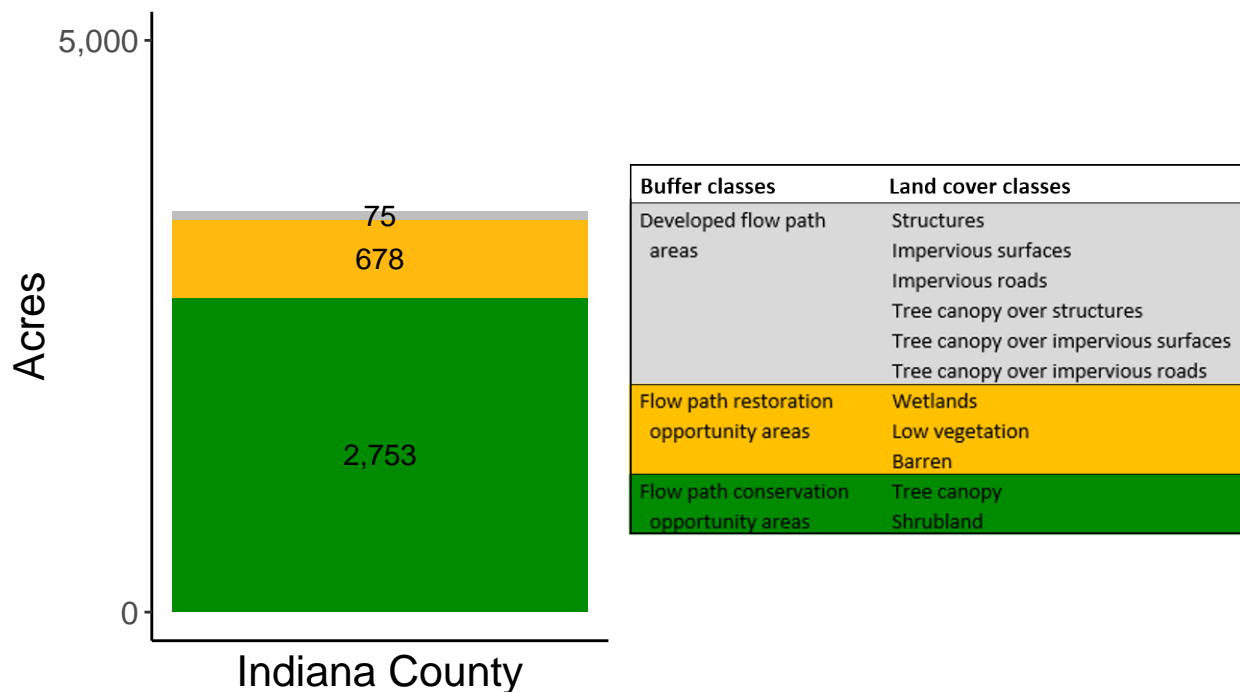 5,000
75
678
2,753
0
Acres
Indiana County
Buffer classes Land cover classes
Developed flow path Structures
areas Impervious surfaces
Impervious roads
Tree canopy over structures
Tree canopy over impervious surfaces
Tree canopy over impervious roads
Flow path restoration Wetlands
opportunity areas Low vegetation
Barren
Flow path conservation Tree canopy
opportunity areas Shrubland